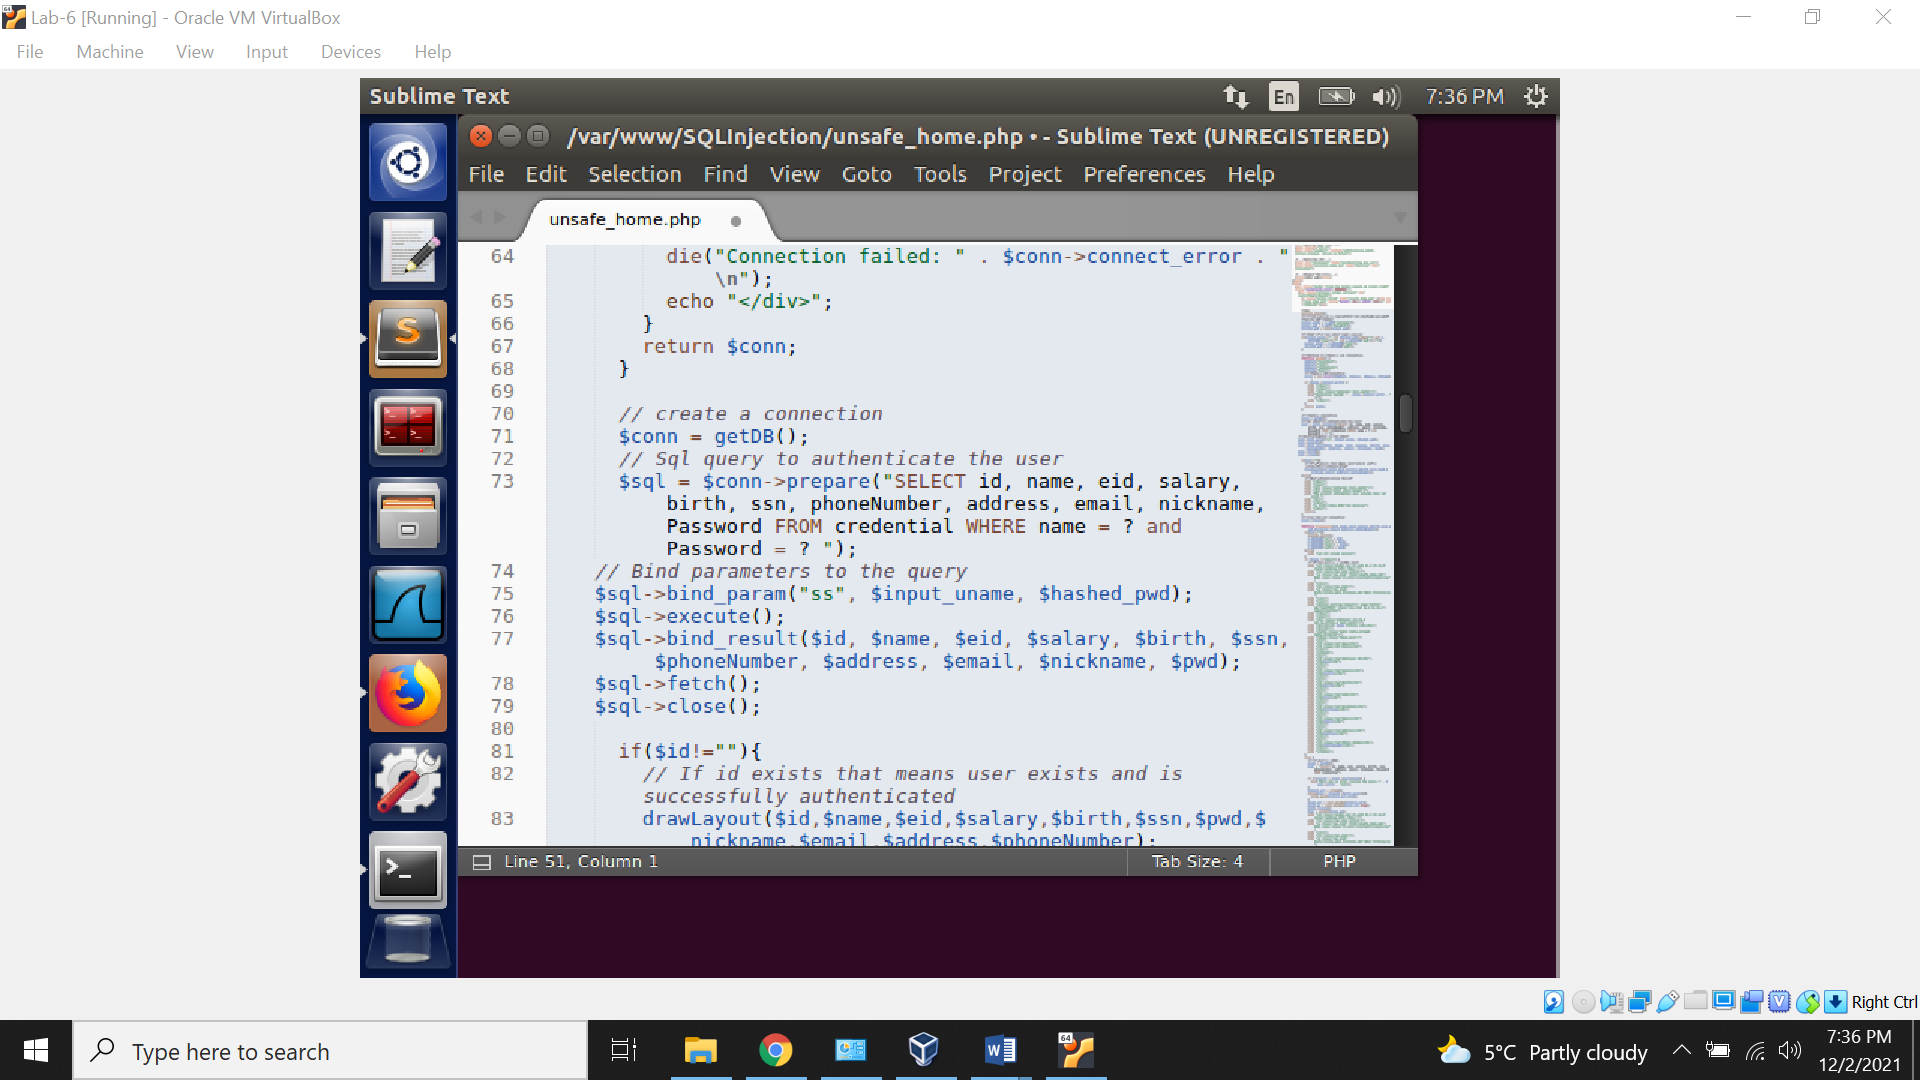 Lab-6 [Running] - Oracle VM VirtualBox
File Machine View Input Devices Help
Sublime Text
En
7:36 PM
/var/www/SQLInjection/unsafe_home.php • - Sublime Text (UNREGISTERED)
File Edit Selection Find View Goto Tools Project Preferences Help
unsafe_home.php
64 die("Connection failed: " . $conn->connect_error . "
\n");
65 echo "</div>";
66 }
67 return $conn;
68 }
69
70 // create a connection
71 $conn = getDB();
72 // Sql query to authenticate the user
73 $sql = $conn->prepare("SELECT id, name, eid, salary,
birth, ssn, phoneNumber, address, email, nickname,
Password FROM credential WHERE name = ? and
Password = ? ");
74 // Bind parameters to the query
75 $sql->bind_param("ss", $input_uname, $hashed_pwd);
76 $sql->execute();
77 $sql->bind_result($id, $name, $eid, $salary, $birth, $ssn,
$phoneNumber, $address, $email, $nickname, $pwd);
78 $sql->fetch();
79 $sql->close();
80
81 if($id!=""){
82 // If id exists that means user exists and is
successfully authenticated
83 drawLayout($id,$name,$eid,$salary,$birth,$ssn,$pwd,$
nickname,$email,$address,$phoneNumber);
Line 51, Column 1
Tab Size: 4
PHP
Right Ctrl
Type here to search
64
5°C Partly cloudy
7:36 PM
12/2/2021